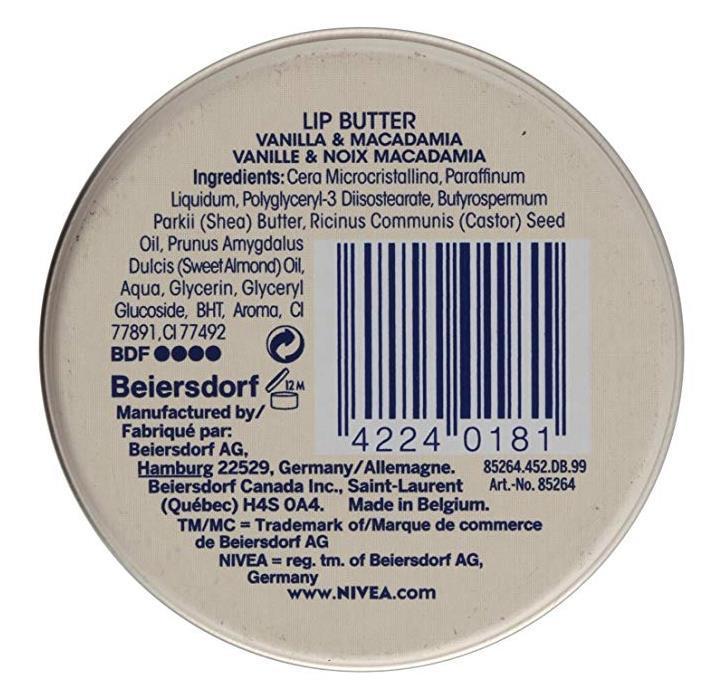 LIP BUTTER
VANILLA & MACADAMIA
VANILLE & NOIX MACADAMIA
Ingredients: Cera Microcristallina, Paraffinum
Liquidum, Polyglyceryl-3 Diisostearate, Butyrospermum
Parkii (Shea) Butter, Ricinus Communis (Castor) Seed
Oil, Prunus Amygdalus
Dulcis (Sweet Almond) Oil,
Aqua, Glycerin, Glyceryl
Glucoside, BHT, Aroma, CI
77891, CI 77492
BDF ●●●●
Beiersdorf 12 M
Manufactured by/
Fabriqué par:
Beiersdorf AG,
Hamburg 22529, Germany/Allemagne.
Beiersdorf Canada Inc., Saint-Laurent
(Québec) H4S 0A4. Made in Belgium.
4224 0181
85264.452.DB.99
Art.-No. 85264
TM/MC = Trademark of/Marque de commerce
de Beiersdorf AG
NIVEA = reg. tm. of Beiersdorf AG,
Germany
www.NIVEA.com